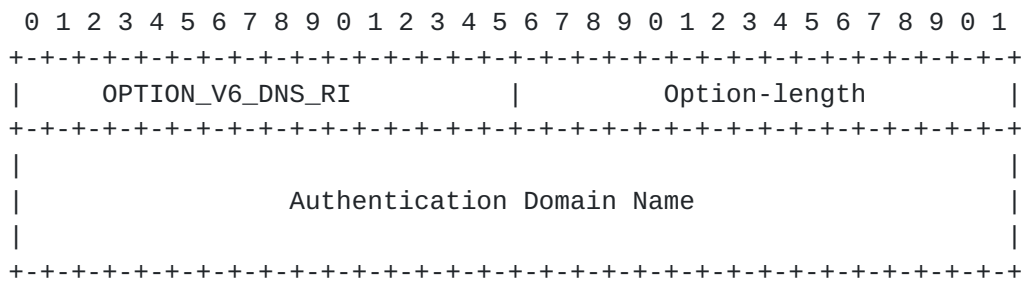 0 1 2 3 4 5 6 7 8 9 0 1 2 3 4 5 6 7 8 9 0 1 2 3 4 5 6 7 8 9 0 1
+-+-+-+-+-+-+-+-+-+-+-+-+-+-+-+-+-+-+-+-+-+-+-+-+-+-+-+-+-+-+-+-+
|     OPTION_V6_DNS_RI          |         Option-length         |
+-+-+-+-+-+-+-+-+-+-+-+-+-+-+-+-+-+-+-+-+-+-+-+-+-+-+-+-+-+-+-+-+
|                                                               |
|                 Authentication Domain Name                    |
|                                                               |
+-+-+-+-+-+-+-+-+-+-+-+-+-+-+-+-+-+-+-+-+-+-+-+-+-+-+-+-+-+-+-+-+